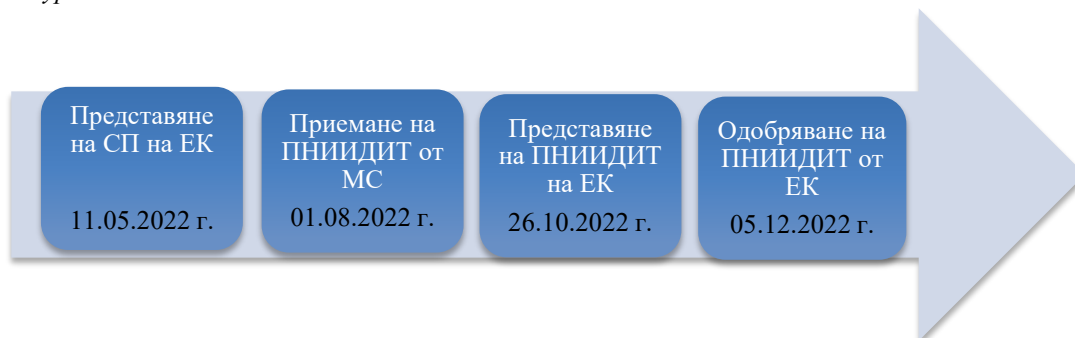 Представяне
на СП на ЕК
11.05.2022 г.
Приемане на
ПНИИДИТ от
МС
01.08.2022 г.
Представяне
на ПНИИДИТ
на ЕК
26.10.2022 г.
Одобряване на
ПНИИДИТ от
ЕК
05.12.2022 г.